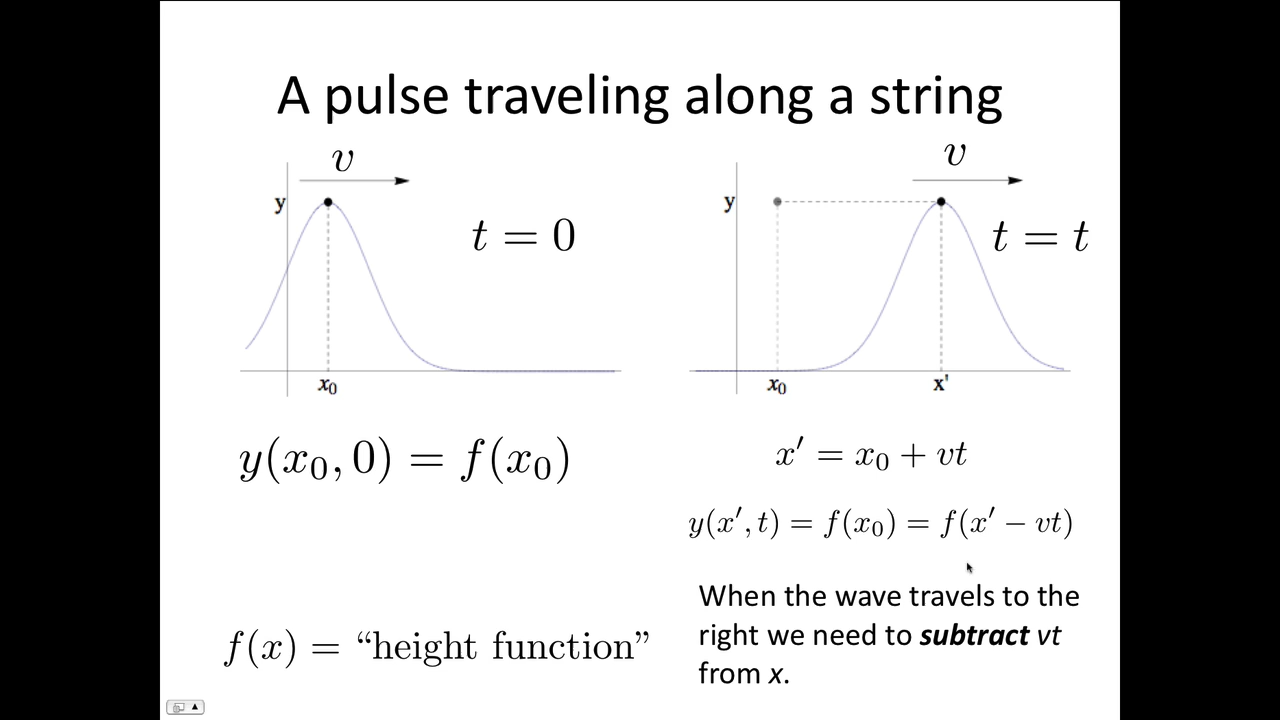 A pulse traveling along a string
v
y
t = 0
x₀
y(x₀, 0) = f(x₀)
f(x) = “height function”
v
y
t = t
x₀
x'
x′ = x₀ + vt
y(x′, t) = f(x₀) = f(x′ − vt)
When the wave travels to the
right we need to subtract vt
from x.